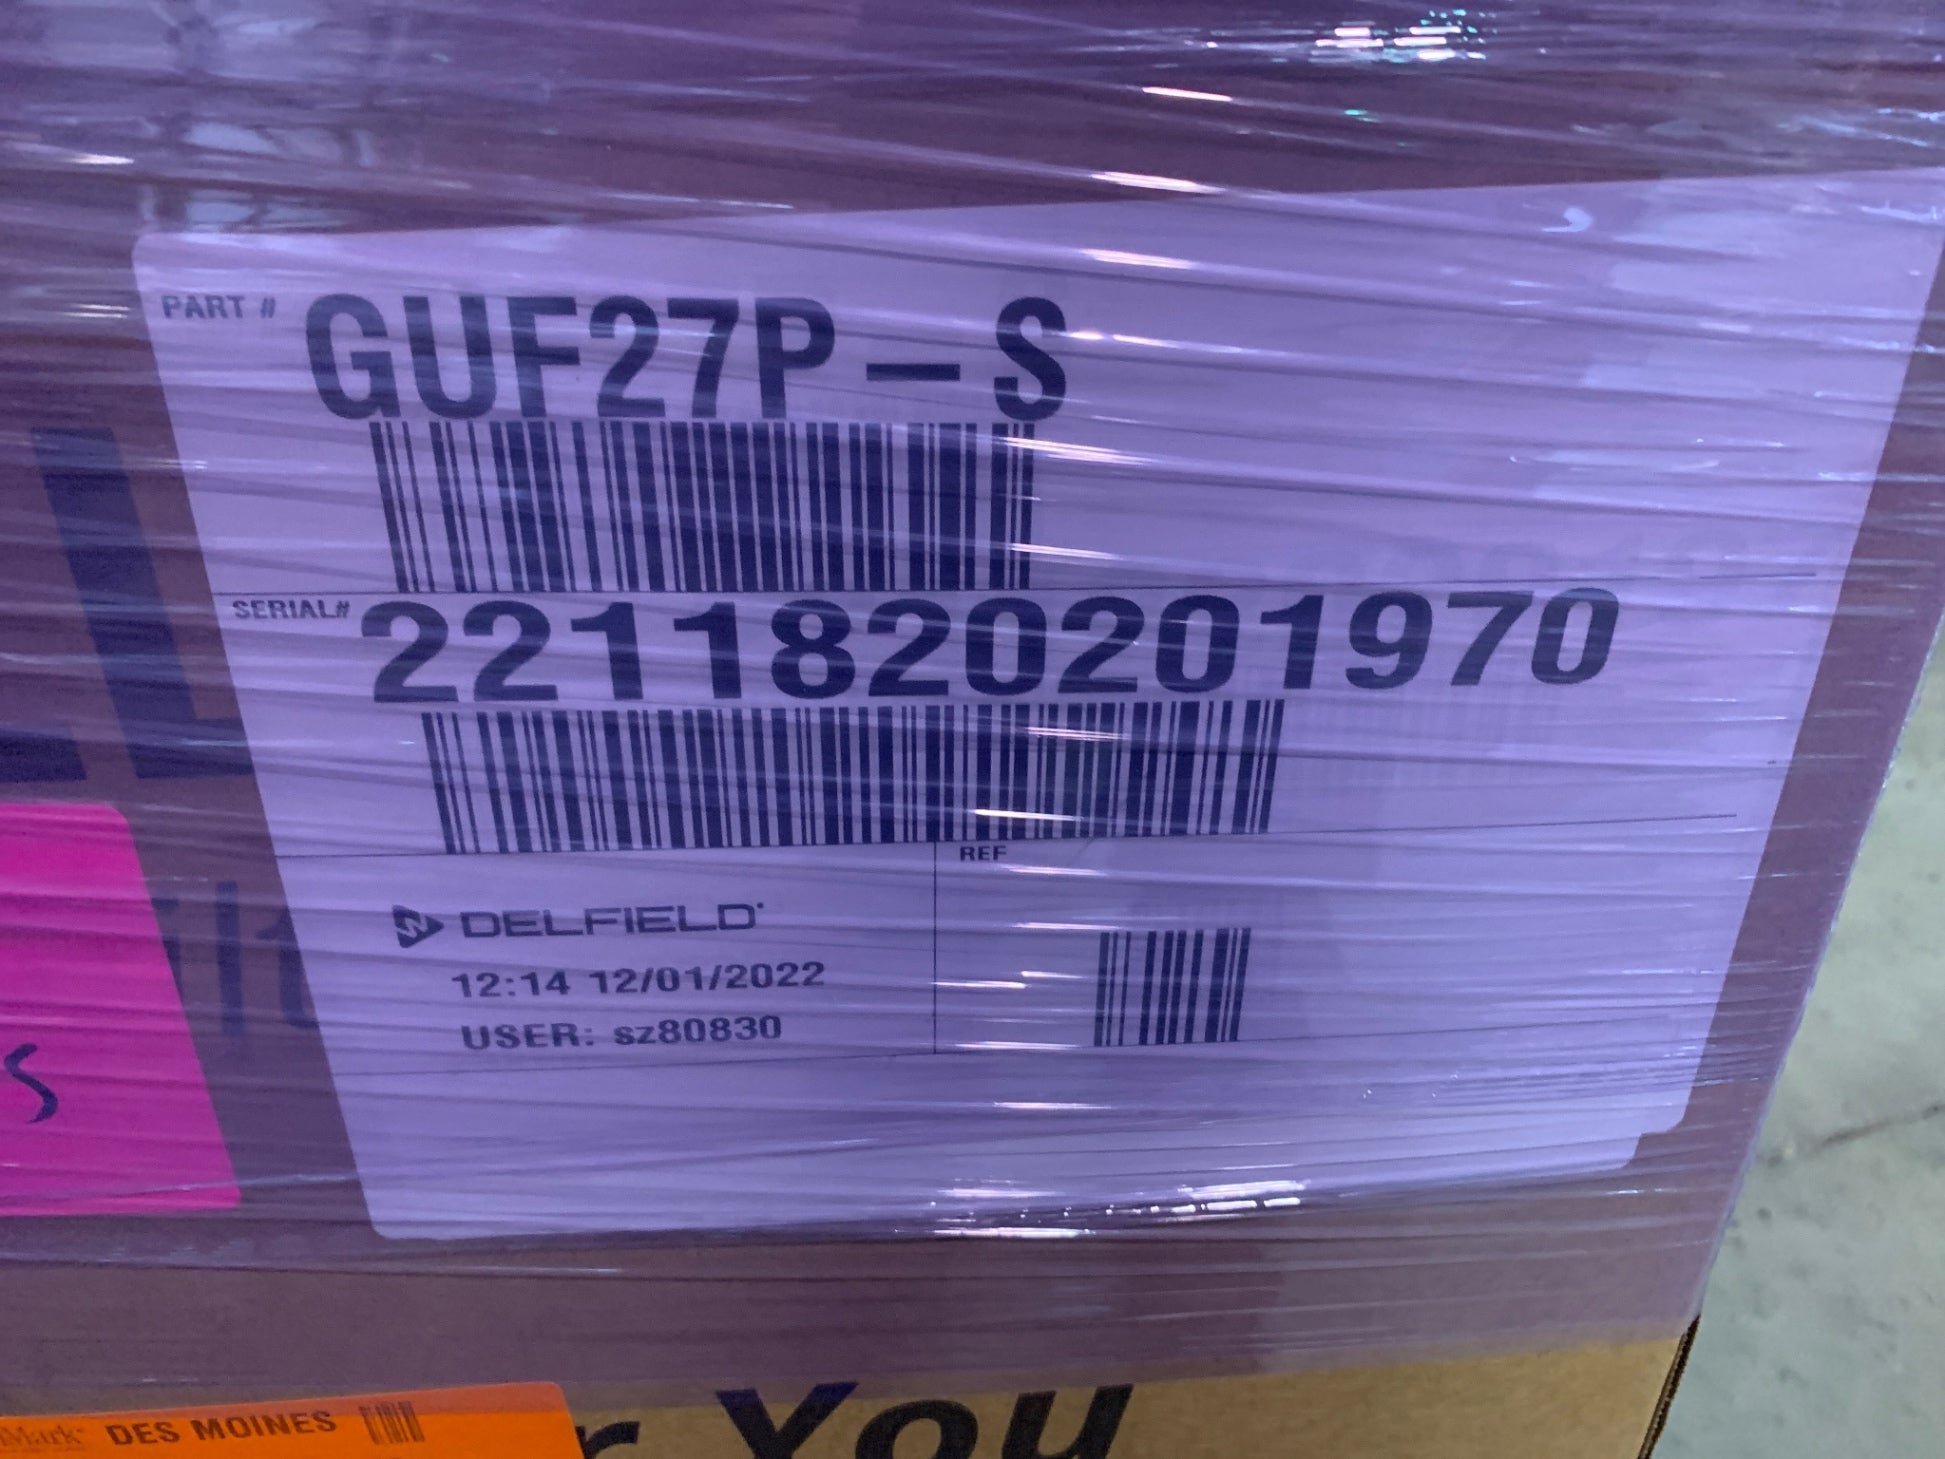 PART # GUF27P-S
SERIAL# 2211820201970
REF
DELFIELD
12:14 12/01/2022
USER: sz80830
S
DES MOINES
You